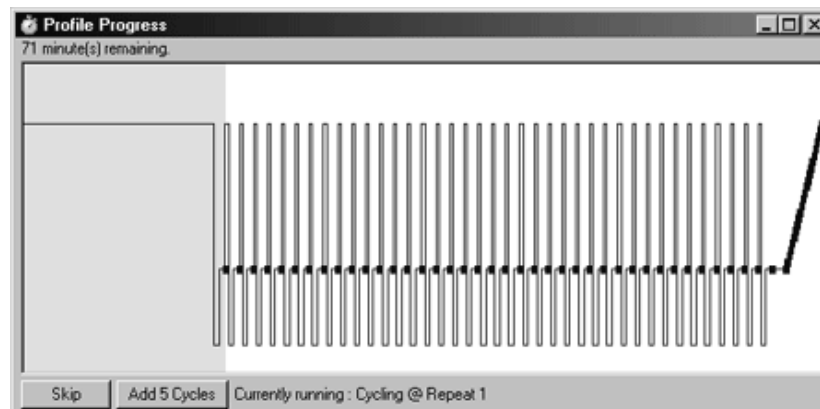 Profile Progress
71 minute(s) remaining.
Skip
Add 5 Cycles
Currently running : Cycling @ Repeat 1